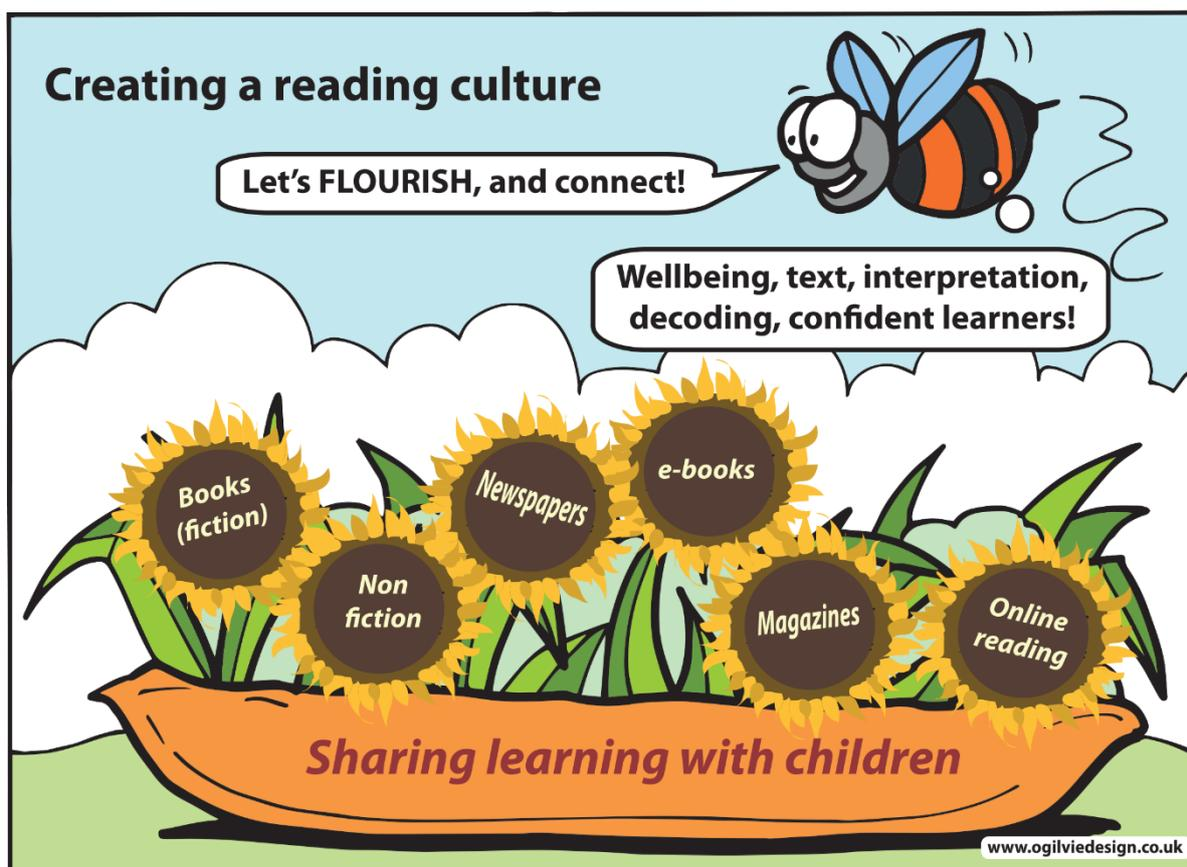 Creating a reading culture
Let's FLOURISH, and connect!
Wellbeing, text, interpretation,
decoding, confident learners!
Books
(fiction)
Non
fiction
Newspapers
e-books
Magazines
Online
reading
Sharing learning with children
www.ogilviedesign.co.uk